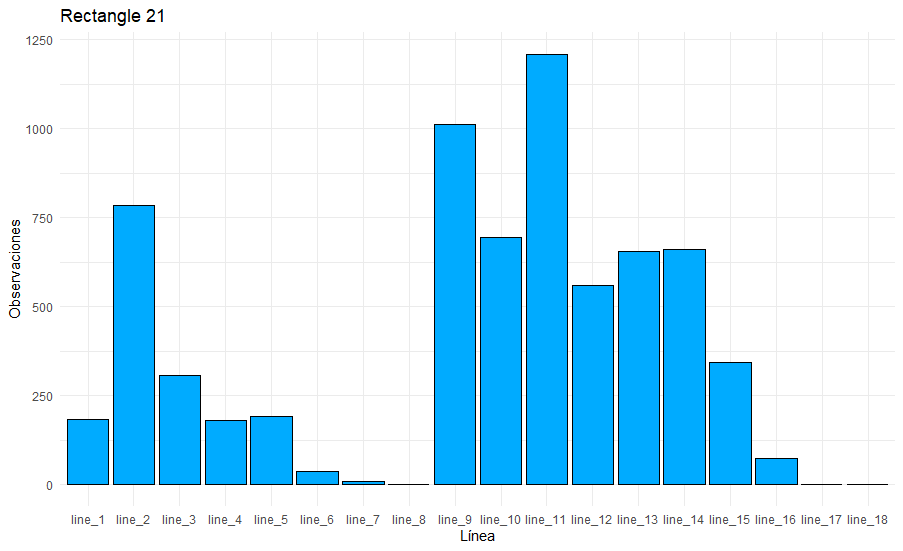 Rectangle 21
1250
1000
750
500
250
0
Observaciones
line_1 line_2 line_3 line_4 line_5 line_6 line_7 line_8 line_9 line_10 line_11 line_12 line_13 line_14 line_15 line_16 line_17 line_18
Línea